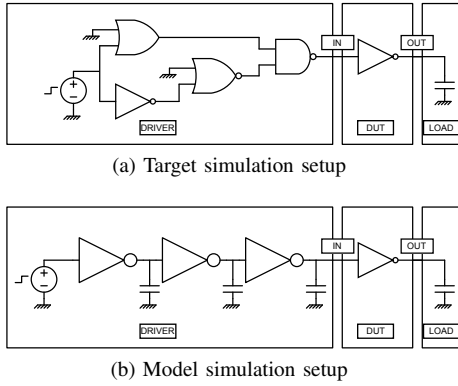 IN
OUT
+
−
DRIVER
DUT
LOAD
(a) Target simulation setup
IN
OUT
+
−
DRIVER
DUT
LOAD
(b) Model simulation setup